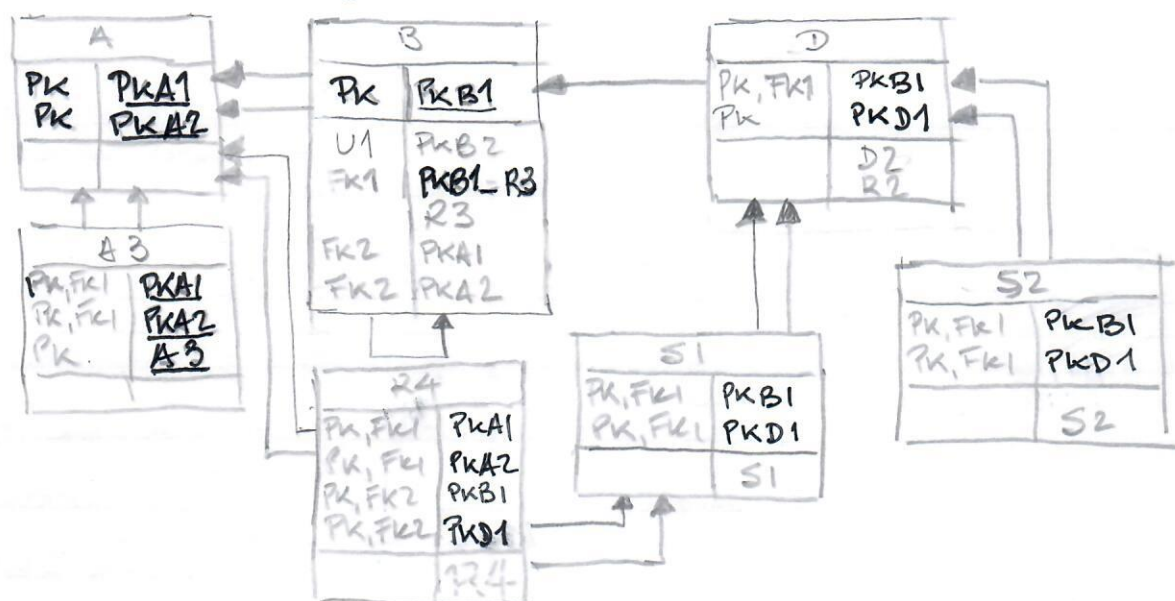 A
PK PKA1
PK PKA2
B
PK PKB1
U1 PKB2
FK1 PKB1_R3
R3
FK2 PKA1
FK2 PKA2
D
PK, FK1 PKB1
PK PKD1
D2
R2
A3
PK, FK1 PKA1
PK, FK1 PKA2
PK A3
R4
PK, FK1 PKA1
PK, FK1 PKA2
PK, FK2 PKB1
PK, FK2 PKD1
R4
S1
PK, FK1 PKB1
PK, FK1 PKD1
S1
S2
PK, FK1 PKB1
PK, FK1 PKD1
S2